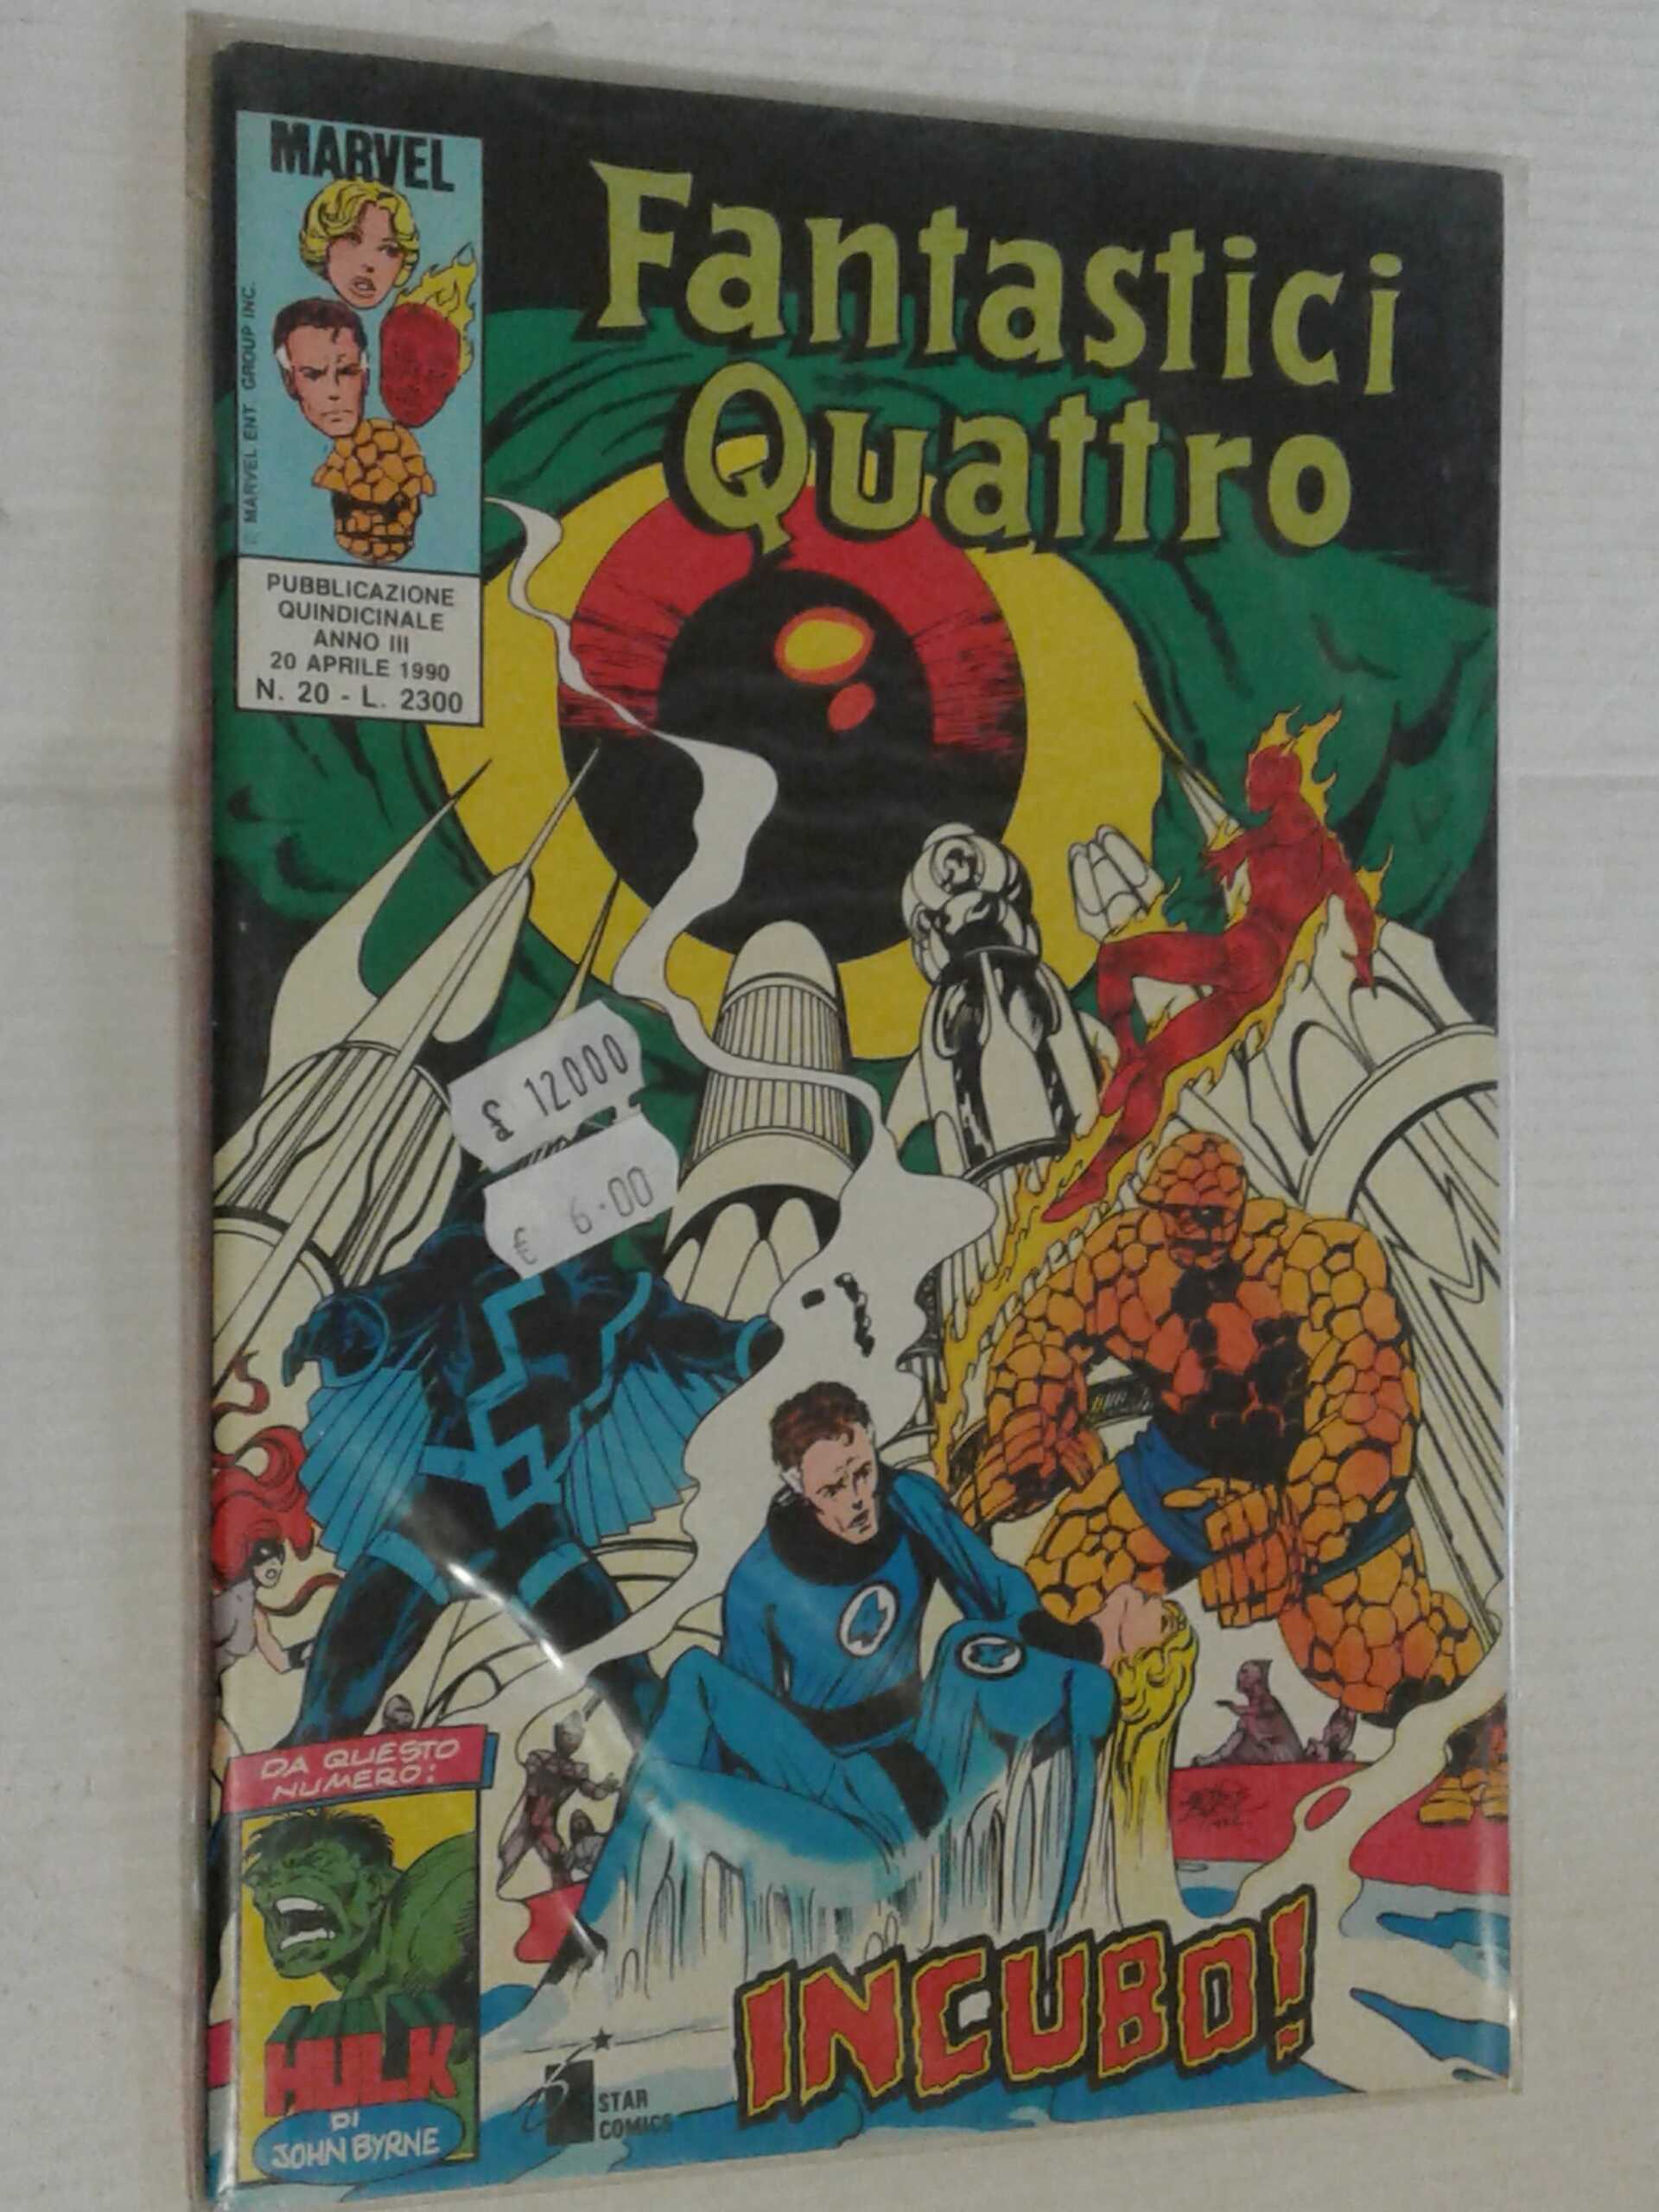 MARVEL
© MARVEL ENT. GROUP INC.
Fantastici
Quattro
PUBBLICAZIONE
QUINDICINALE
ANNO III
20 APRILE 1990
N. 20 - L. 2300
£ 12000
€ 6.00
DA QUESTO
NUMERO:
HULK
DI
JOHN BYRNE
STAR
COMICS
INCUBO!